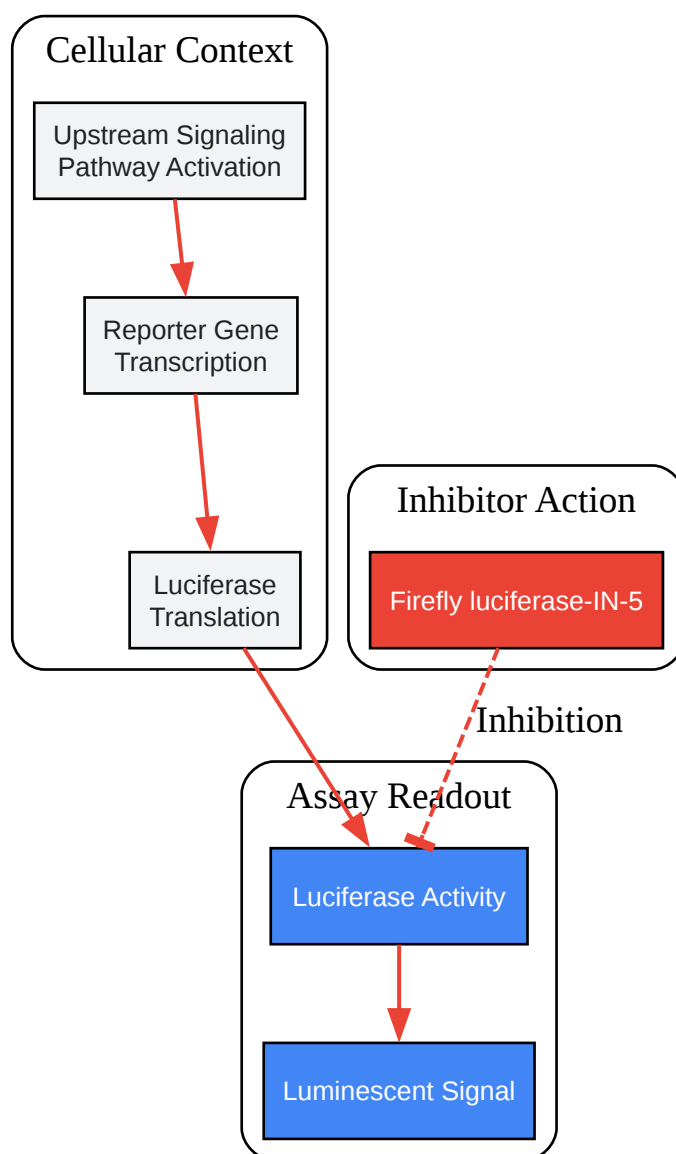 Cellular Context
Upstream Signaling
Pathway Activation
Reporter Gene
Transcription
Luciferase
Translation
Inhibitor Action
Firefly luciferase-IN-5
Inhibition
Assay Readout
Luciferase Activity
Luminescent Signal